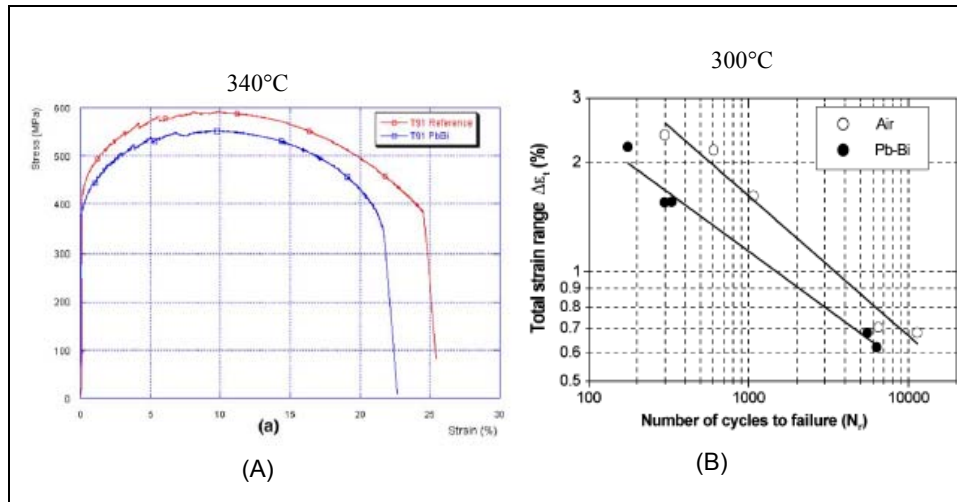 340°C
600
500
400
300
200
100
0
Stress (MPa)
T91 Reference
T91 PbBi
0
5
10
15
20
25
30
(a)
Strain (%)
(A)
300°C
3
2
1
0.9
0.8
0.7
0.6
0.5
Total strain range Δεt (%)
Air
Pb-Bi
100
1000
10000
Number of cycles to failure (Nr)
(B)